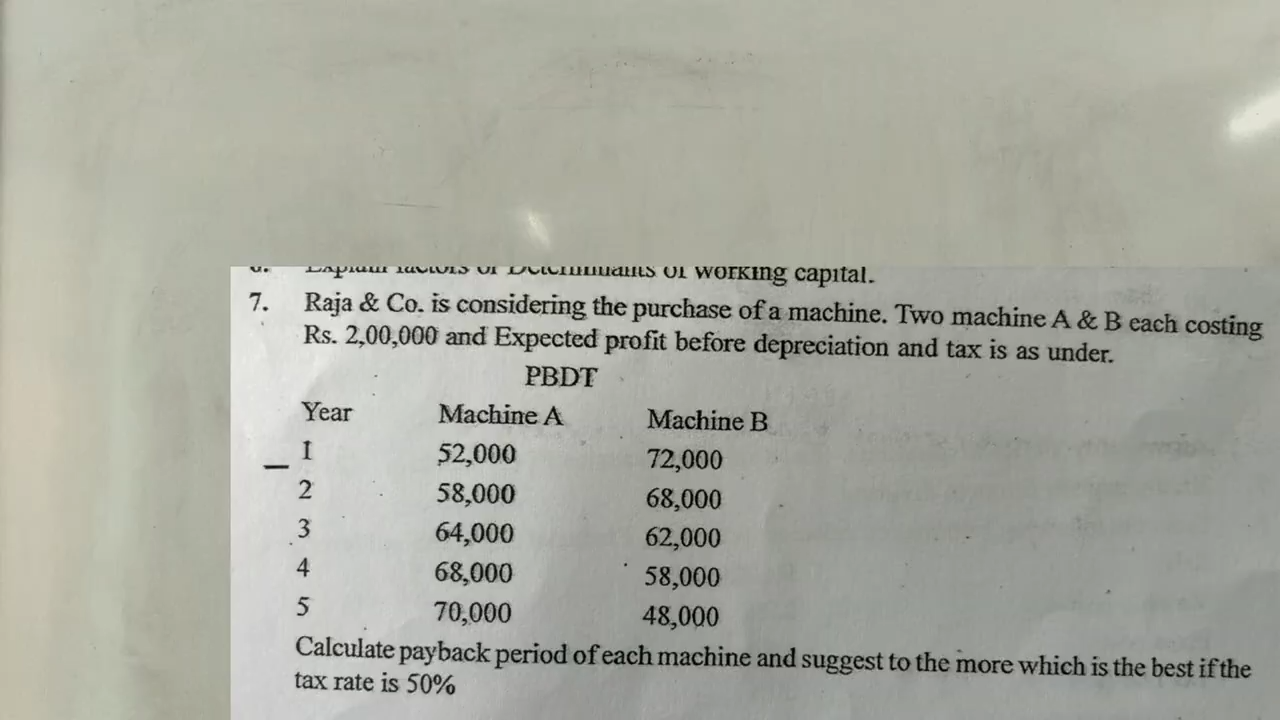 working capital.
7. Raja & Co. is considering the purchase of a machine. Two machine A & B each costing
Rs. 2,00,000 and Expected profit before depreciation and tax is as under.
PBDT
Year Machine A Machine B
1 52,000 72,000
2 58,000 68,000
3 64,000 62,000
4 68,000 58,000
5 70,000 48,000
Calculate payback period of each machine and suggest to the more which is the best if the
tax rate is 50%